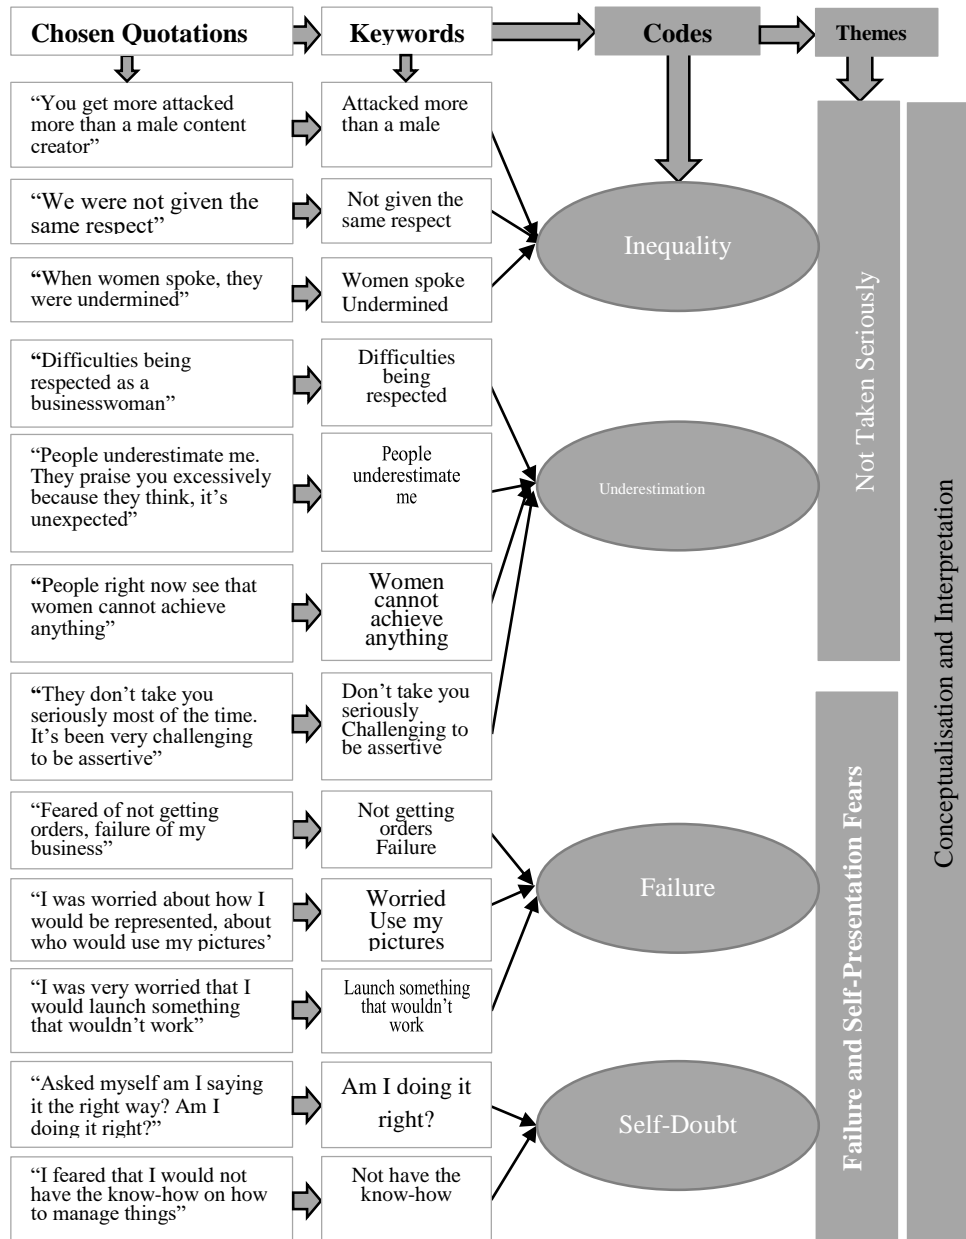 Chosen Quotations
Keywords
Codes
Themes
“You get more attacked
more than a male content
creator”
Attacked more
than a male
“We were not given the
same respect”
Not given the
same respect
“When women spoke, they
were undermined”
Women spoke
Undermined
Inequality
“Difficulties being
respected as a
businesswoman”
Difficulties
being
respected
“People underestimate me.
They praise you excessively
because they think, it’s
unexpected”
People
underestimate
me
“People right now see that
women cannot achieve
anything”
Women
cannot
achieve
anything
“They don’t take you
seriously most of the time.
It’s been very challenging
to be assertive”
Don’t take you
seriously
Challenging to
be assertive
Underestimation
Not Taken Seriously
“Feared of not getting
orders, failure of my
business”
Not getting
orders
Failure
“I was worried about how I
would be represented, about
who would use my pictures’
Worried
Use my
pictures
“I was very worried that I
would launch something
that wouldn’t work”
Launch something
that wouldn’t
work
Failure
“Asked myself am I saying
it the right way? Am I
doing it right?”
Am I doing it
right?
“I feared that I would not
have the know-how on how
to manage things”
Not have the
know-how
Self-Doubt
Failure and Self-Presentation Fears
Conceptualisation and Interpretation